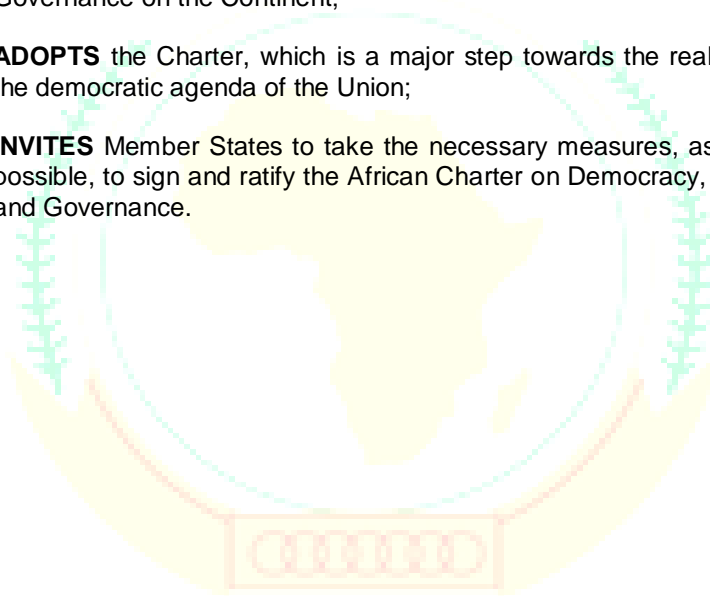 Governance on the Continent;
ADOPTS the Charter, which is a major step towards the real
the democratic agenda of the Union;
INVITES Member States to take the necessary measures, as
possible, to sign and ratify the African Charter on Democracy,
and Governance.